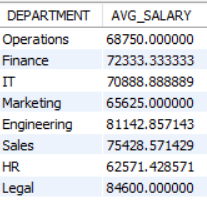 DEPARTMENT AVG_SALARY
Operations 68750.000000
Finance 72333.333333
IT 70888.888889
Marketing 65625.000000
Engineering 81142.857143
Sales 75428.571429
HR 62571.428571
Legal 84600.000000